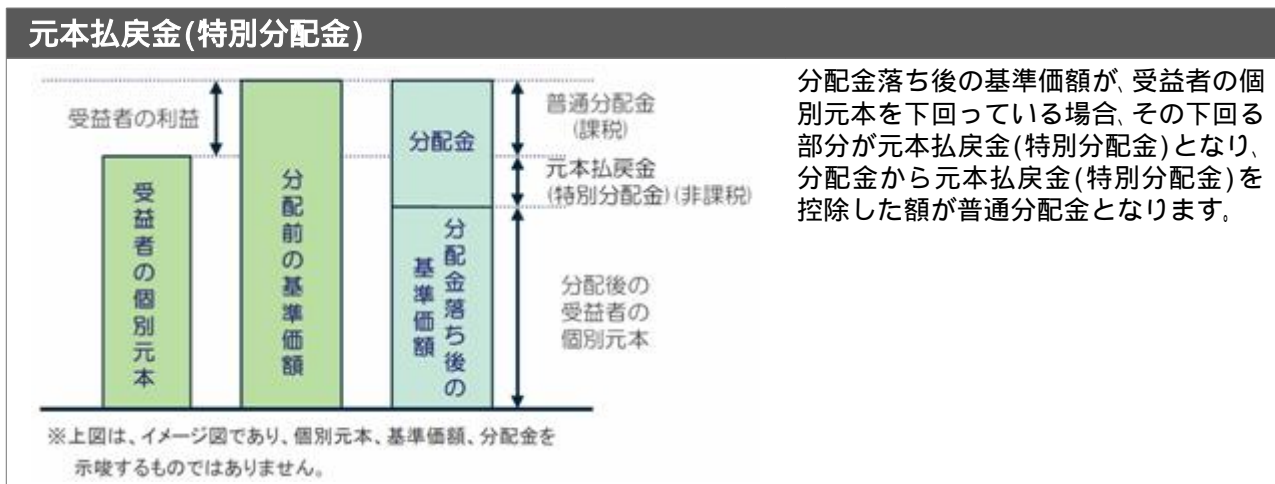 元本払戻金(特別分配金)
受益者の利益
受益者の個別元本
分配前の基準価額
分配金
分配金落ち後の
基準価額
普通分配金
(課税)
元本払戻金
(特別分配金)(非課税)
分配後の
受益者の
個別元本
※上図は、イメージ図であり、個別元本、基準価額、分配金を
示唆するものではありません。
分配金落ち後の基準価額が、受益者の個
別元本を下回っている場合、その下回る
部分が元本払戻金(特別分配金)となり、
分配金から元本払戻金(特別分配金)を
控除した額が普通分配金となります。